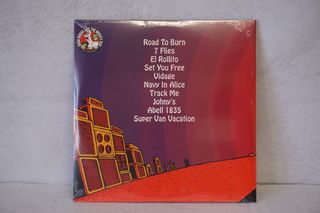 Road To Burn
7 Flies
El Rollito
Set You Free
Vidage
Navy In Alice
Track Me
Johny's
Abell 1835
Super Van Vacation